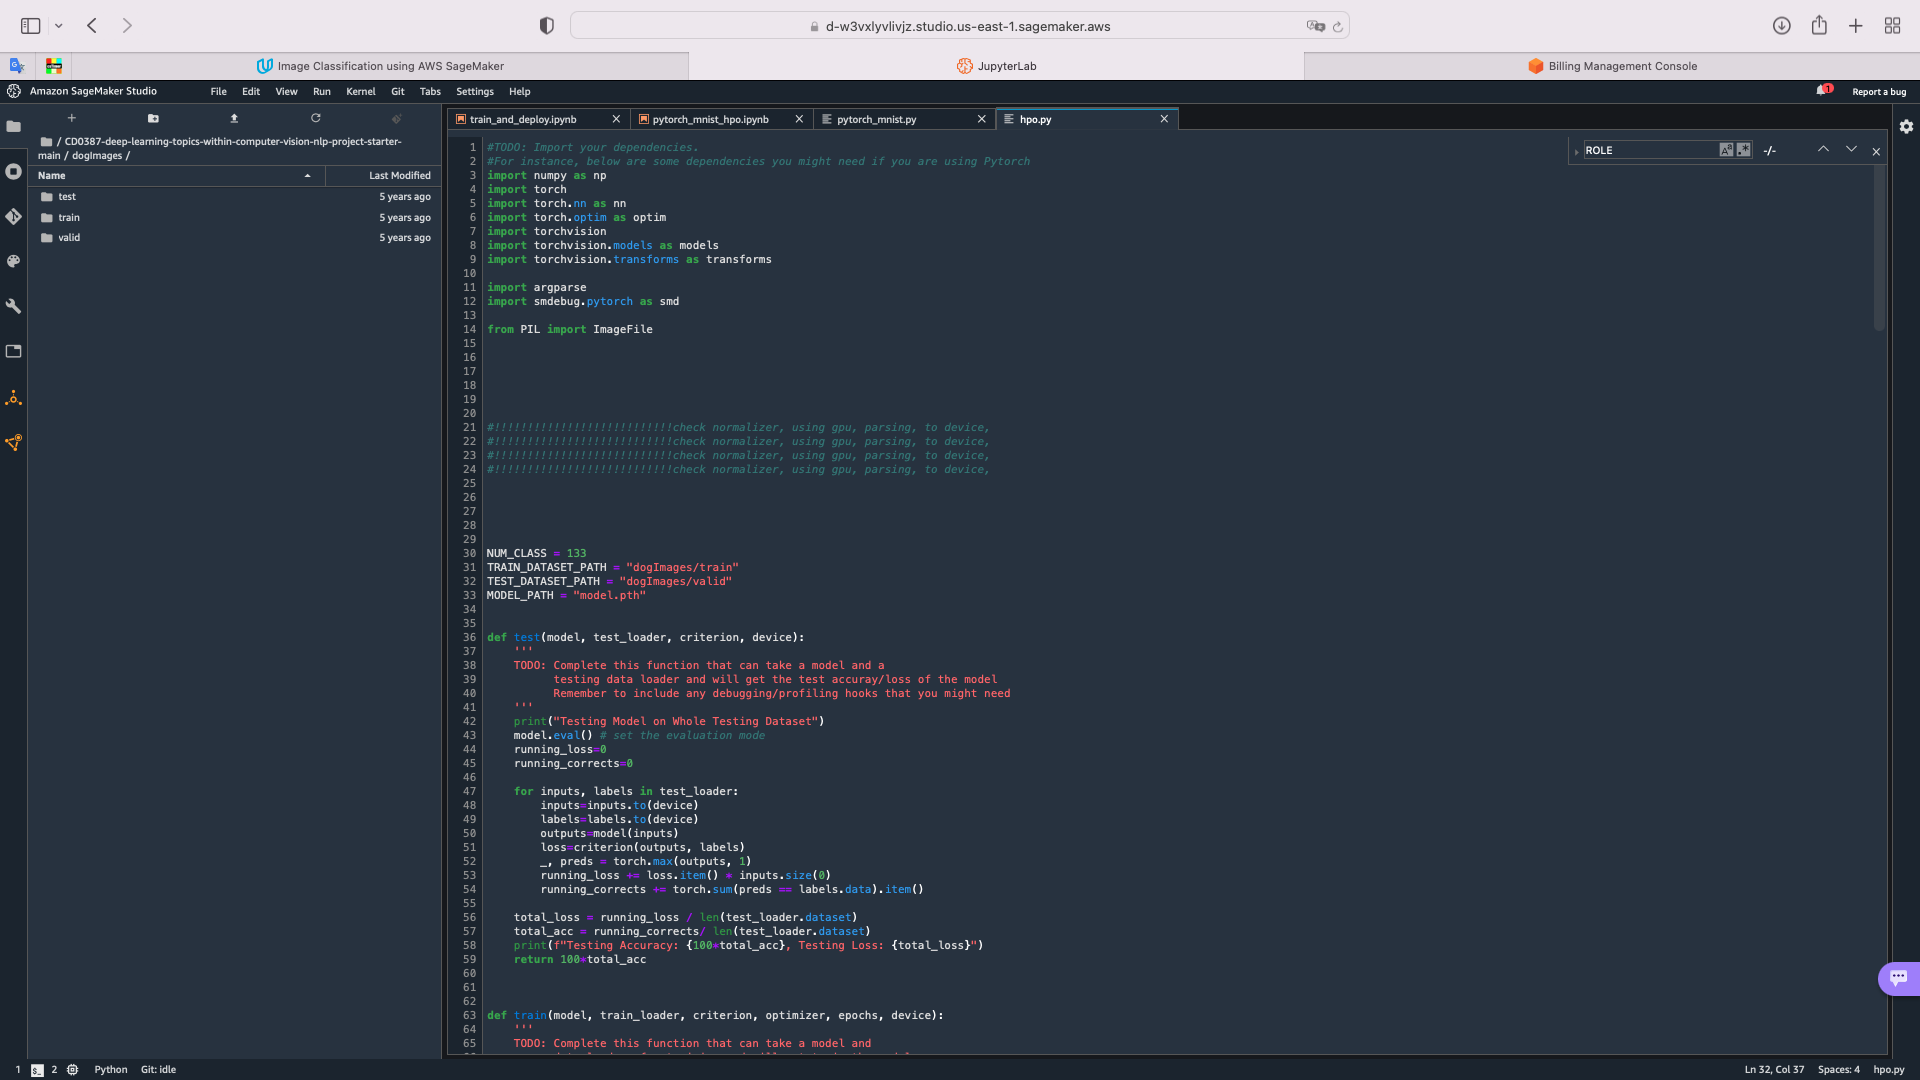 d-w3vxlyvlivjz.studio.us-east-1.sagemaker.aws
Image Classification using AWS SageMaker
JupyterLab
Billing Management Console
Amazon SageMaker Studio
File Edit View Run Kernel Git Tabs Settings Help
1
Report a bug
/ CD0387-deep-learning-topics-within-computer-vision-nlp-project-starter-
main / dogImages /
Name Last Modified
test 5 years ago
train 5 years ago
valid 5 years ago
train_and_deploy.ipynb
pytorch_mnist_hpo.ipynb
pytorch_mnist.py
hpo.py
ROLE
-/-
1 #TODO: Import your dependencies.
2 #For instance, below are some dependencies you might need if you are using Pytorch
3 import numpy as np
4 import torch
5 import torch.nn as nn
6 import torch.optim as optim
7 import torchvision
8 import torchvision.models as models
9 import torchvision.transforms as transforms
10
11 import argparse
12 import smdebug.pytorch as smd
13
14 from PIL import ImageFile
15
16
17
18
19
20
21 #!!!!!!!!!!!!!!!!!!!!!!!!!!!check normalizer, using gpu, parsing, to device,
22 #!!!!!!!!!!!!!!!!!!!!!!!!!!!check normalizer, using gpu, parsing, to device,
23 #!!!!!!!!!!!!!!!!!!!!!!!!!!!check normalizer, using gpu, parsing, to device,
24 #!!!!!!!!!!!!!!!!!!!!!!!!!!!check normalizer, using gpu, parsing, to device,
25
26
27
28
29
30 NUM_CLASS = 133
31 TRAIN_DATASET_PATH = "dogImages/train"
32 TEST_DATASET_PATH = "dogImages/valid"
33 MODEL_PATH = "model.pth"
34
35
36 def test(model, test_loader, criterion, device):
37 '''
38 TODO: Complete this function that can take a model and a
39 testing data loader and will get the test accuray/loss of the model
40 Remember to include any debugging/profiling hooks that you might need
41 '''
42 print("Testing Model on Whole Testing Dataset")
43 model.eval() # set the evaluation mode
44 running_loss=0
45 running_corrects=0
46
47 for inputs, labels in test_loader:
48 inputs=inputs.to(device)
49 labels=labels.to(device)
50 outputs=model(inputs)
51 loss=criterion(outputs, labels)
52 _, preds = torch.max(outputs, 1)
53 running_loss += loss.item() * inputs.size(0)
54 running_corrects += torch.sum(preds == labels.data).item()
55
56 total_loss = running_loss / len(test_loader.dataset)
57 total_acc = running_corrects/ len(test_loader.dataset)
58 print(f"Testing Accuracy: {100*total_acc}, Testing Loss: {total_loss}")
59 return 100*total_acc
60
61
62
63 def train(model, train_loader, criterion, optimizer, epochs, device):
64 '''
65 TODO: Complete this function that can take a model and
1 2 Python Git: idle
Ln 32, Col 37 Spaces: 4 hpo.py